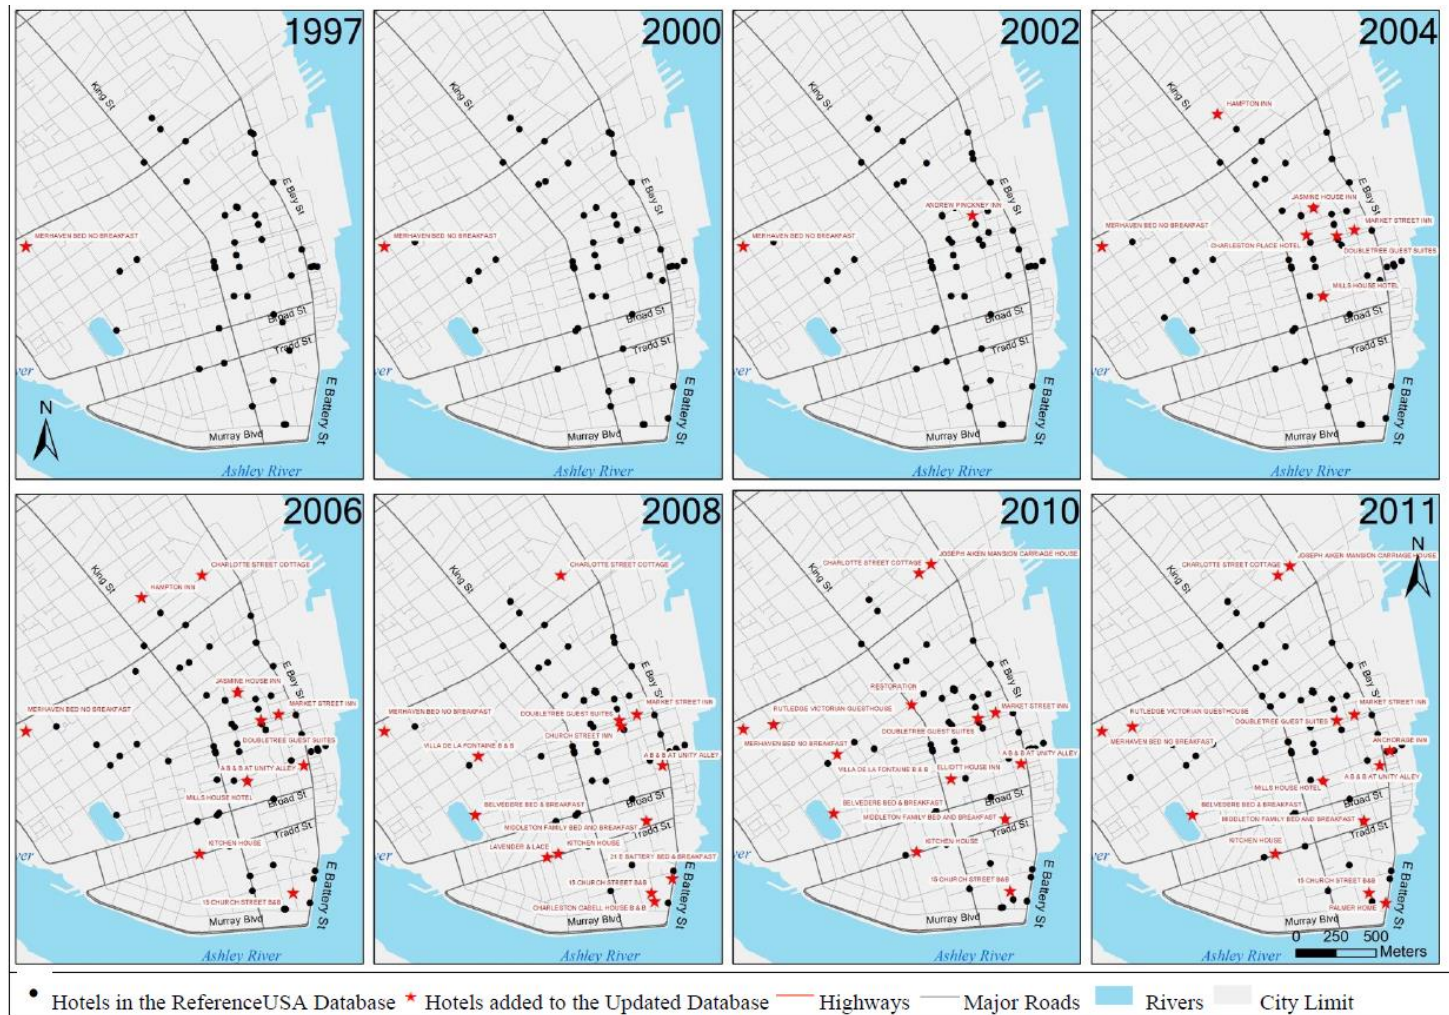 1997
King St
E Bay St
MERHAVEN BED NO BREAKFAST
Broad St
Tradd St
ver
N
E Battery St
Murray Blvd
Ashley River
2000
King St
E Bay St
MERHAVEN BED NO BREAKFAST
Broad St
Tradd St
ver
E Battery St
Murray Blvd
Ashley River
2002
King St
E Bay St
ANDREW PINCKNEY INN
MERHAVEN BED NO BREAKFAST
Broad St
Tradd St
ver
E Battery St
Murray Blvd
Ashley River
2004
King St
HAMPTON INN
E Bay St
JASMINE HOUSE INN
MARKET STREET INN
MERHAVEN BED NO BREAKFAST
CHARLESTON PLACE HOTEL
DOUBLETREE GUEST SUITES
MILLS HOUSE HOTEL
Broad St
Tradd St
ver
E Battery St
Murray Blvd
Ashley River
2006
CHARLOTTE STREET COTTAGE
King St
HAMPTON INN
E Bay St
JASMINE HOUSE INN
MARKET STREET INN
MERHAVEN BED NO BREAKFAST
DOUBLETREE GUEST SUITES
A B & B AT UNITY ALLEY
MILLS HOUSE HOTEL
Broad St
Tradd St
KITCHEN HOUSE
ver
15 CHURCH STREET B&B
E Battery St
Murray Blvd
Ashley River
2008
CHARLOTTE STREET COTTAGE
King St
E Bay St
MARKET STREET INN
MERHAVEN BED NO BREAKFAST
DOUBLETREE GUEST SUITES
CHURCH STREET INN
VILLA DE LA FONTAINE B & B
A B & B AT UNITY ALLEY
BELVEDERE BED & BREAKFAST
Broad St
MIDDLETON FAMILY BED AND BREAKFAST
Tradd St
LAVENDER & LACE
KITCHEN HOUSE
21 E BATTERY BED & BREAKFAST
ver
15 CHURCH STREET B&B
CHARLESTON CABELL HOUSE B & B
E Battery St
Murray Blvd
Ashley River
2010
JOSEPH AIKEN MANSION CARRIAGE HOUSE
CHARLOTTE STREET COTTAGE
King St
E Bay St
RESTORATION
RUTLEDGE VICTORIAN GUESTHOUSE
MARKET STREET INN
DOUBLETREE GUEST SUITES
MERHAVEN BED NO BREAKFAST
A B & B AT UNITY ALLEY
VILLA DE LA FONTAINE B & B
ELLIOTT HOUSE INN
BELVEDERE BED & BREAKFAST
Broad St
MIDDLETON FAMILY BED AND BREAKFAST
Tradd St
KITCHEN HOUSE
ver
15 CHURCH STREET B&B
E Battery St
Murray Blvd
Ashley River
2011
N
JOSEPH AIKEN MANSION CARRIAGE HOUSE
CHARLOTTE STREET COTTAGE
King St
E Bay St
MARKET STREET INN
RUTLEDGE VICTORIAN GUESTHOUSE
DOUBLETREE GUEST SUITES
MERHAVEN BED NO BREAKFAST
ANCHORAGE INN
A B & B AT UNITY ALLEY
MILLS HOUSE HOTEL
BELVEDERE BED & BREAKFAST
Broad St
MIDDLETON FAMILY BED AND BREAKFAST
Tradd St
KITCHEN HOUSE
ver
15 CHURCH STREET B&B
PALMER HOME
E Battery St
Murray Blvd
0 250 500
Meters
Ashley River
Hotels in the ReferenceUSA Database Hotels added to the Updated Database Highways Major Roads Rivers City Limit